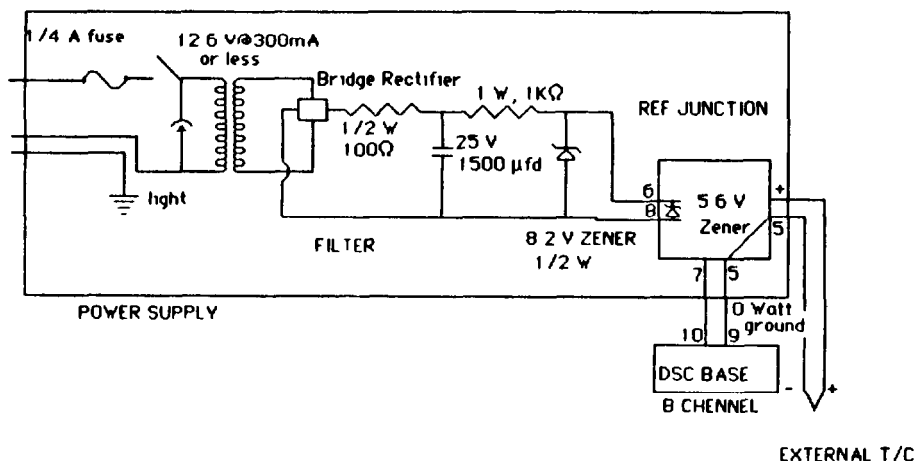 1/4 A fuse
12 6 V@300mA
or less
Bridge Rectifier
1 W, 1KΩ
REF JUNCTION
1/2 W
100Ω
25 V
1500 µfd
light
FILTER
8 2 V ZENER
1/2 W
6
8
5 6 V
Zener
+
5
7
5
POWER SUPPLY
0 Watt
ground
10
9
DSC BASE
B CHENNEL
-
+
EXTERNAL T/C